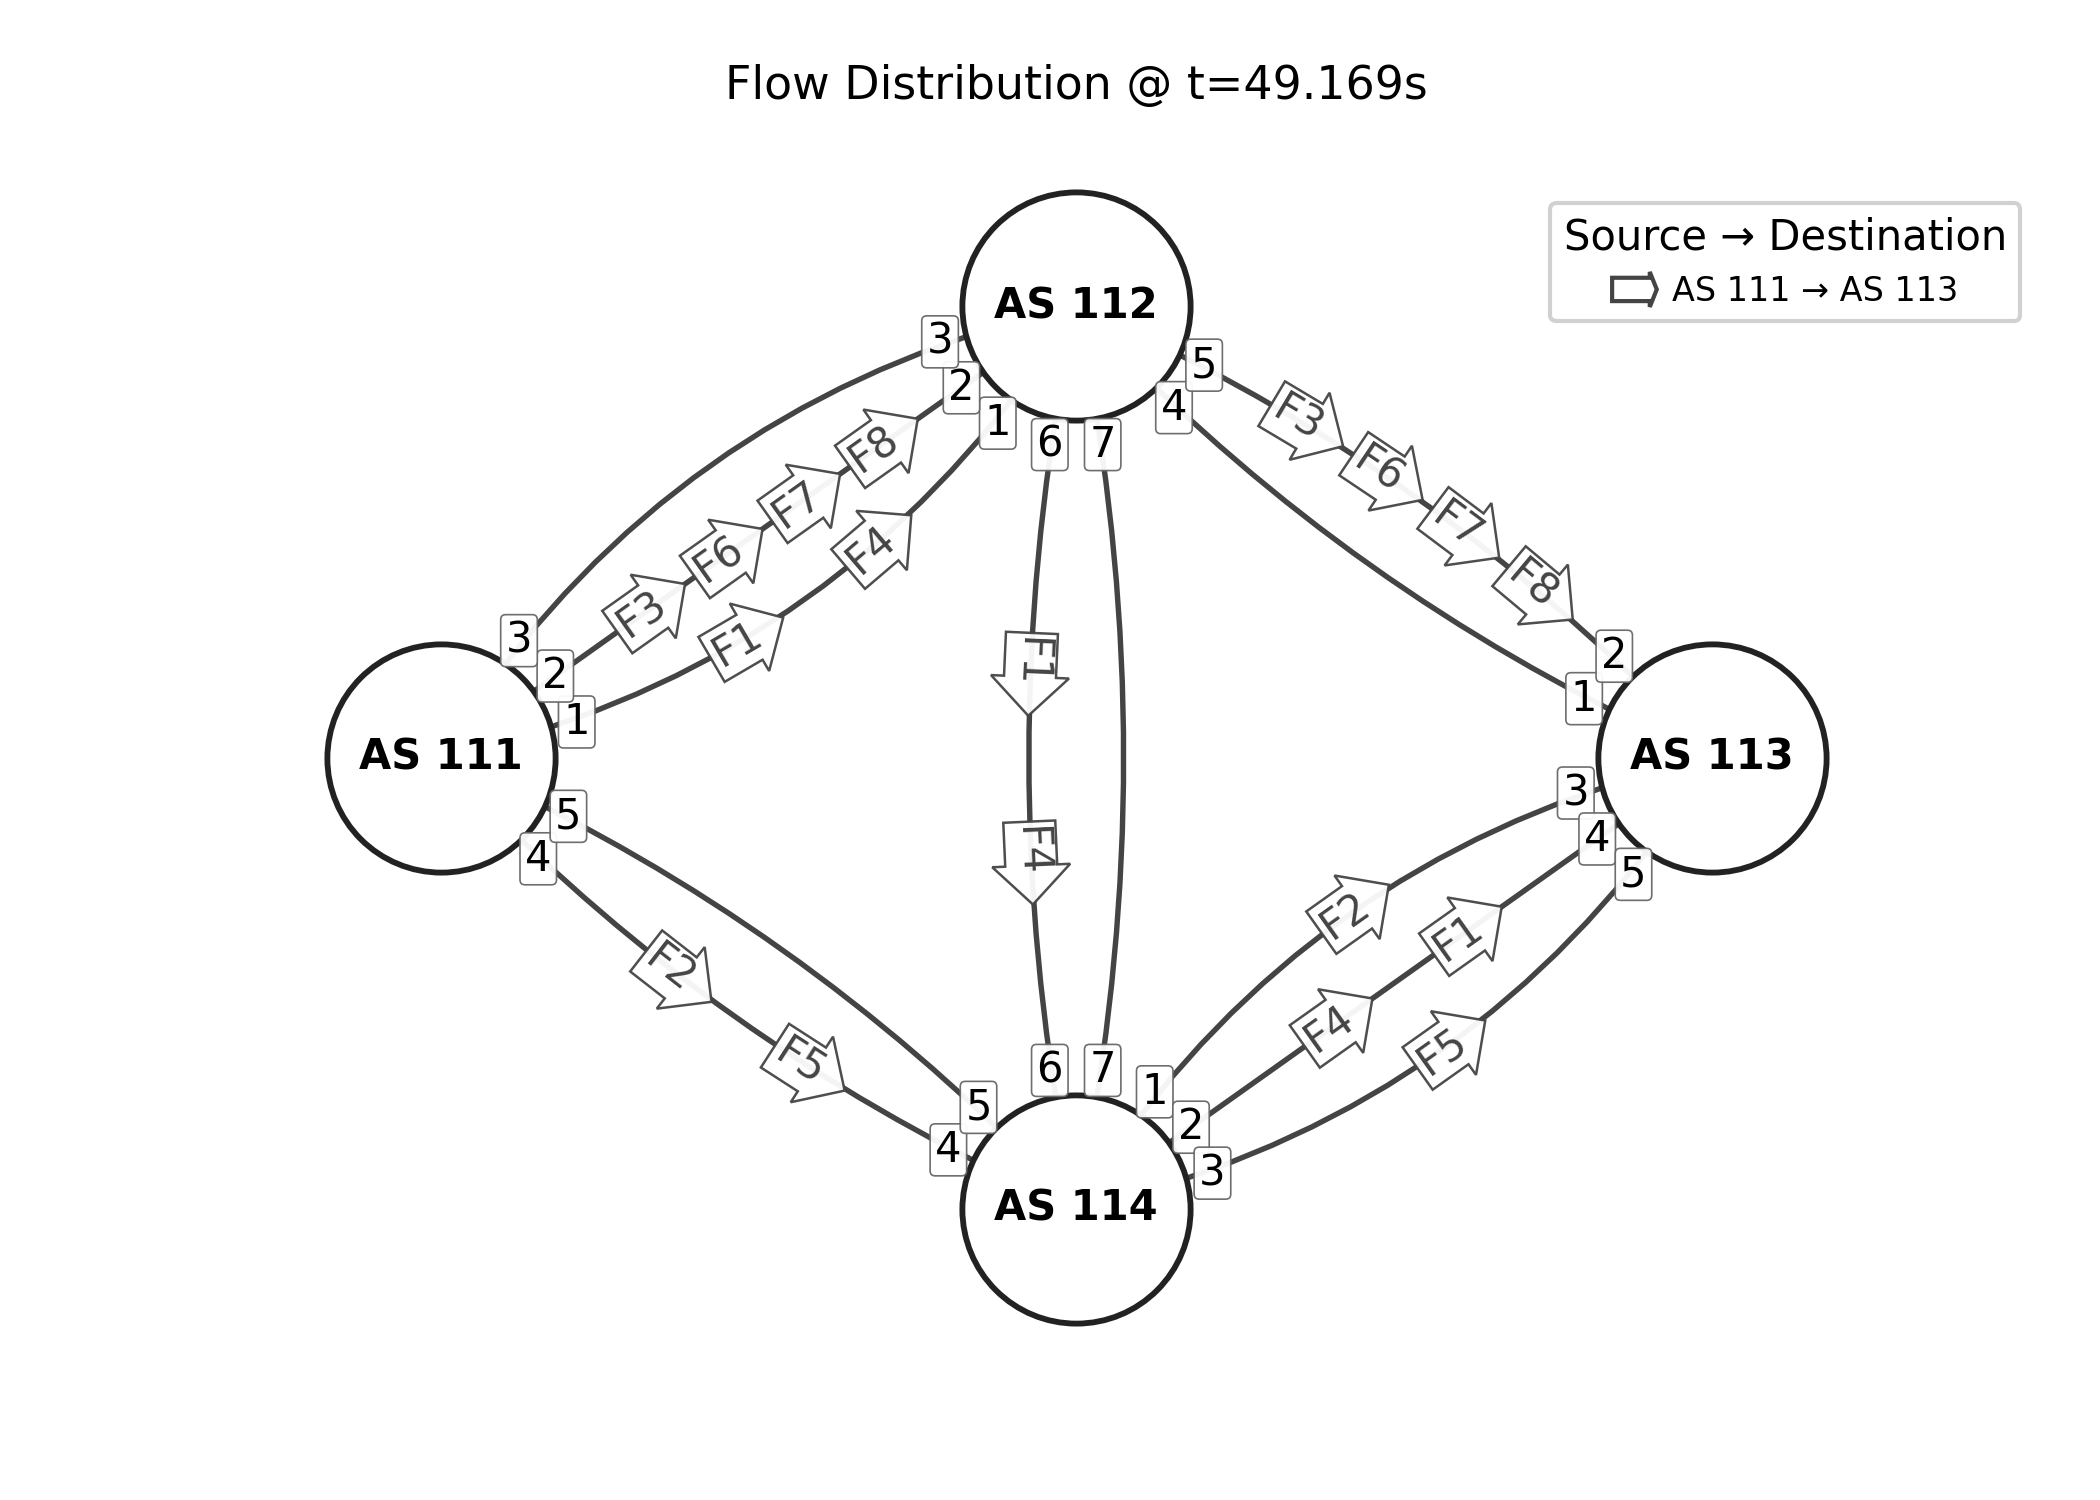 Flow Distribution @ t=49.169s
Source → Destination
AS 111 → AS 113
AS 112
3
2
1
6
7
4
5
F3
F6
F7
F8
F3
F6
F7
F8
F1
F4
3
2
1
AS 111
5
4
F1
F4
2
1
AS 113
3
4
5
F2
F5
F2
F1
F4
F5
5
4
6
7
1
2
3
AS 114